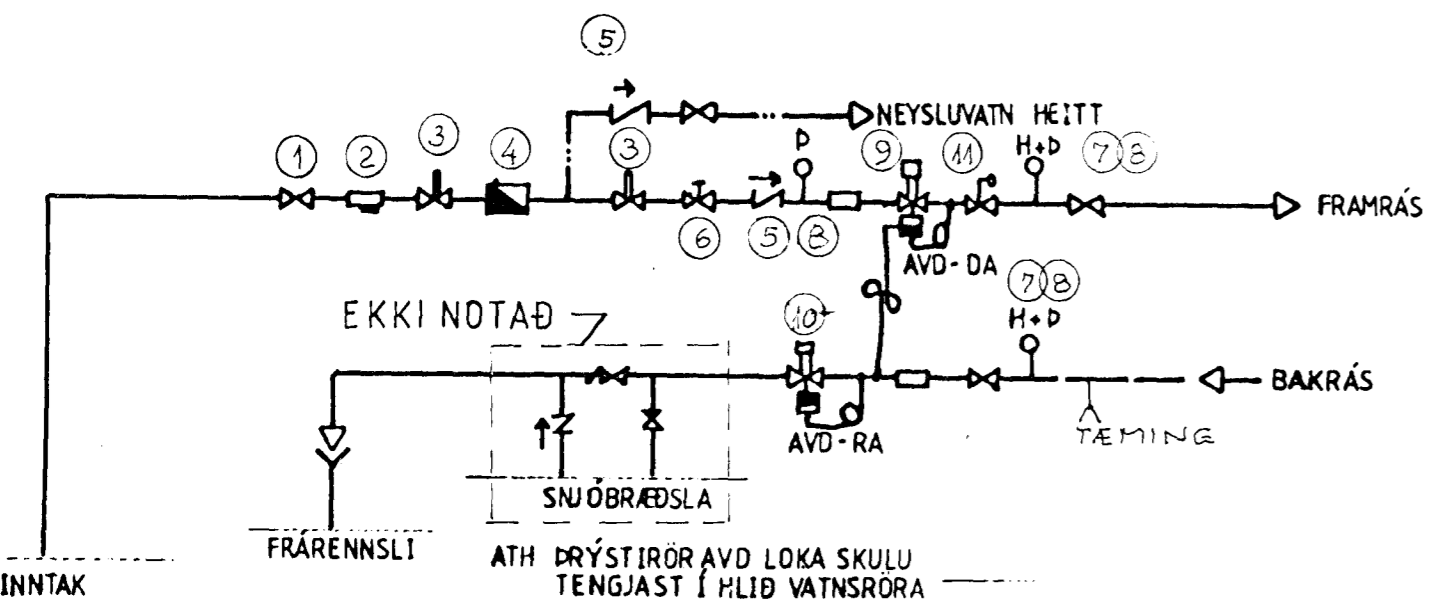 5
NEYSLUVATN HEITT
1
2
3
4
3
D
9
11
H+D
7 8
FRAMRÁS
6
5
8
AVD-DA
7 8
H+D
EKKI NOTAÐ
10
BAKRÁS
AVD-RA
TÆMING
SNJÓBRÆÐSLA
FRÁRENNSLI
INNTAK
ATH ÞRÝSTIRÖR AVD LOKA SKULU
TENGJAST Í HLIÐ VATNSRÖRA